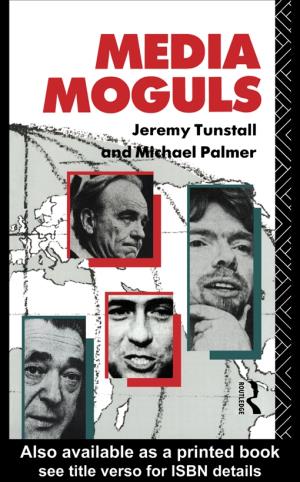 MEDIA
MOGULS
Jeremy Tunstall
and Michael Palmer
ROUTLEDGE
Also available as a printed book
see title verso for ISBN details